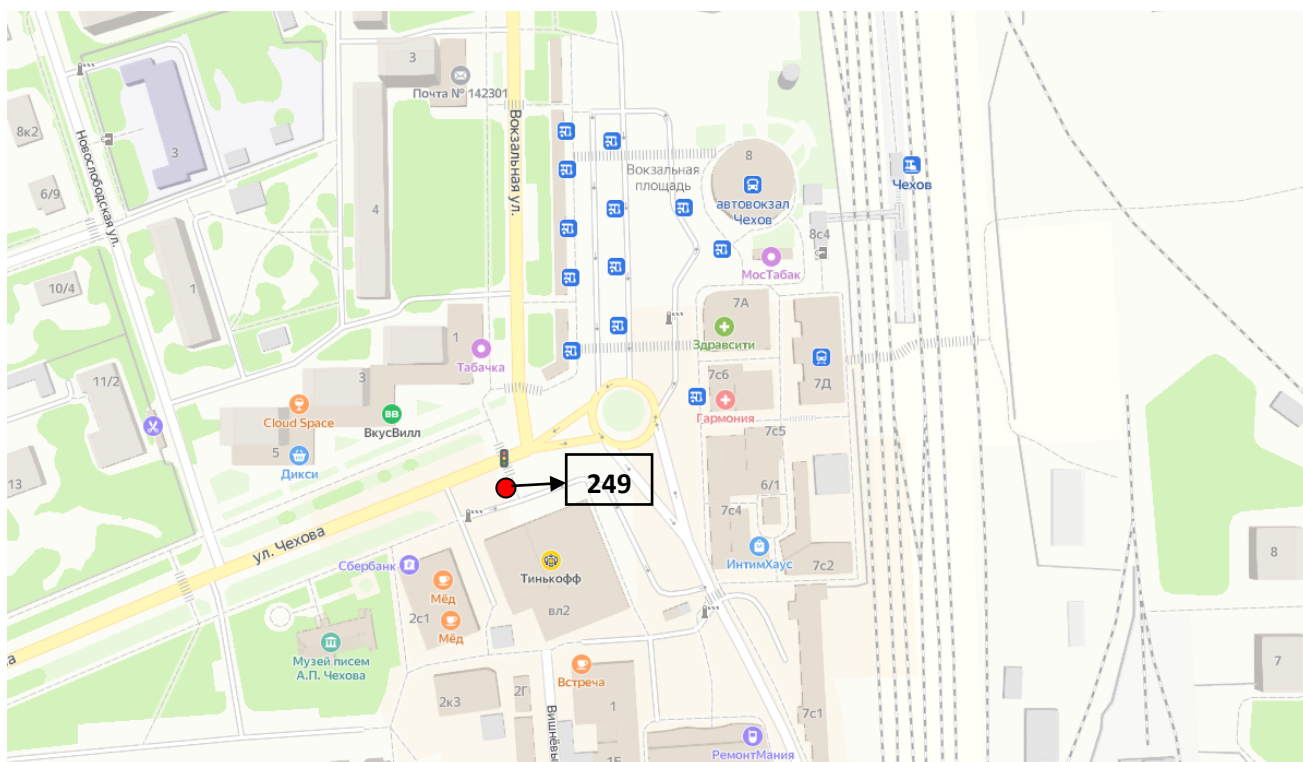 3
Почта № 142301
8к2
Новослободская ул.
3
6/9
Вокзальная ул.
Вокзальная
площадь
8
автовокзал
Чехов
Чехов
4
8с4
МосТабак
10/4
1
7А
Здравсити
1
Табачка
7Д
11/2
3
7с6
Cloud Space
BB
ВкусВилл
Гармония
7с5
5
Дикси
13
249
6/1
7с4
ул. Чехова
ИнтимХаус
7с2
Сбербанк
Тинькофф
8
Мёд
2с1
вл2
Мёд
Музей писем
А.П. Чехова
7
Встреча
2к3
2Г
1
Вишнёвы
7с1
РемонтМания
1Б